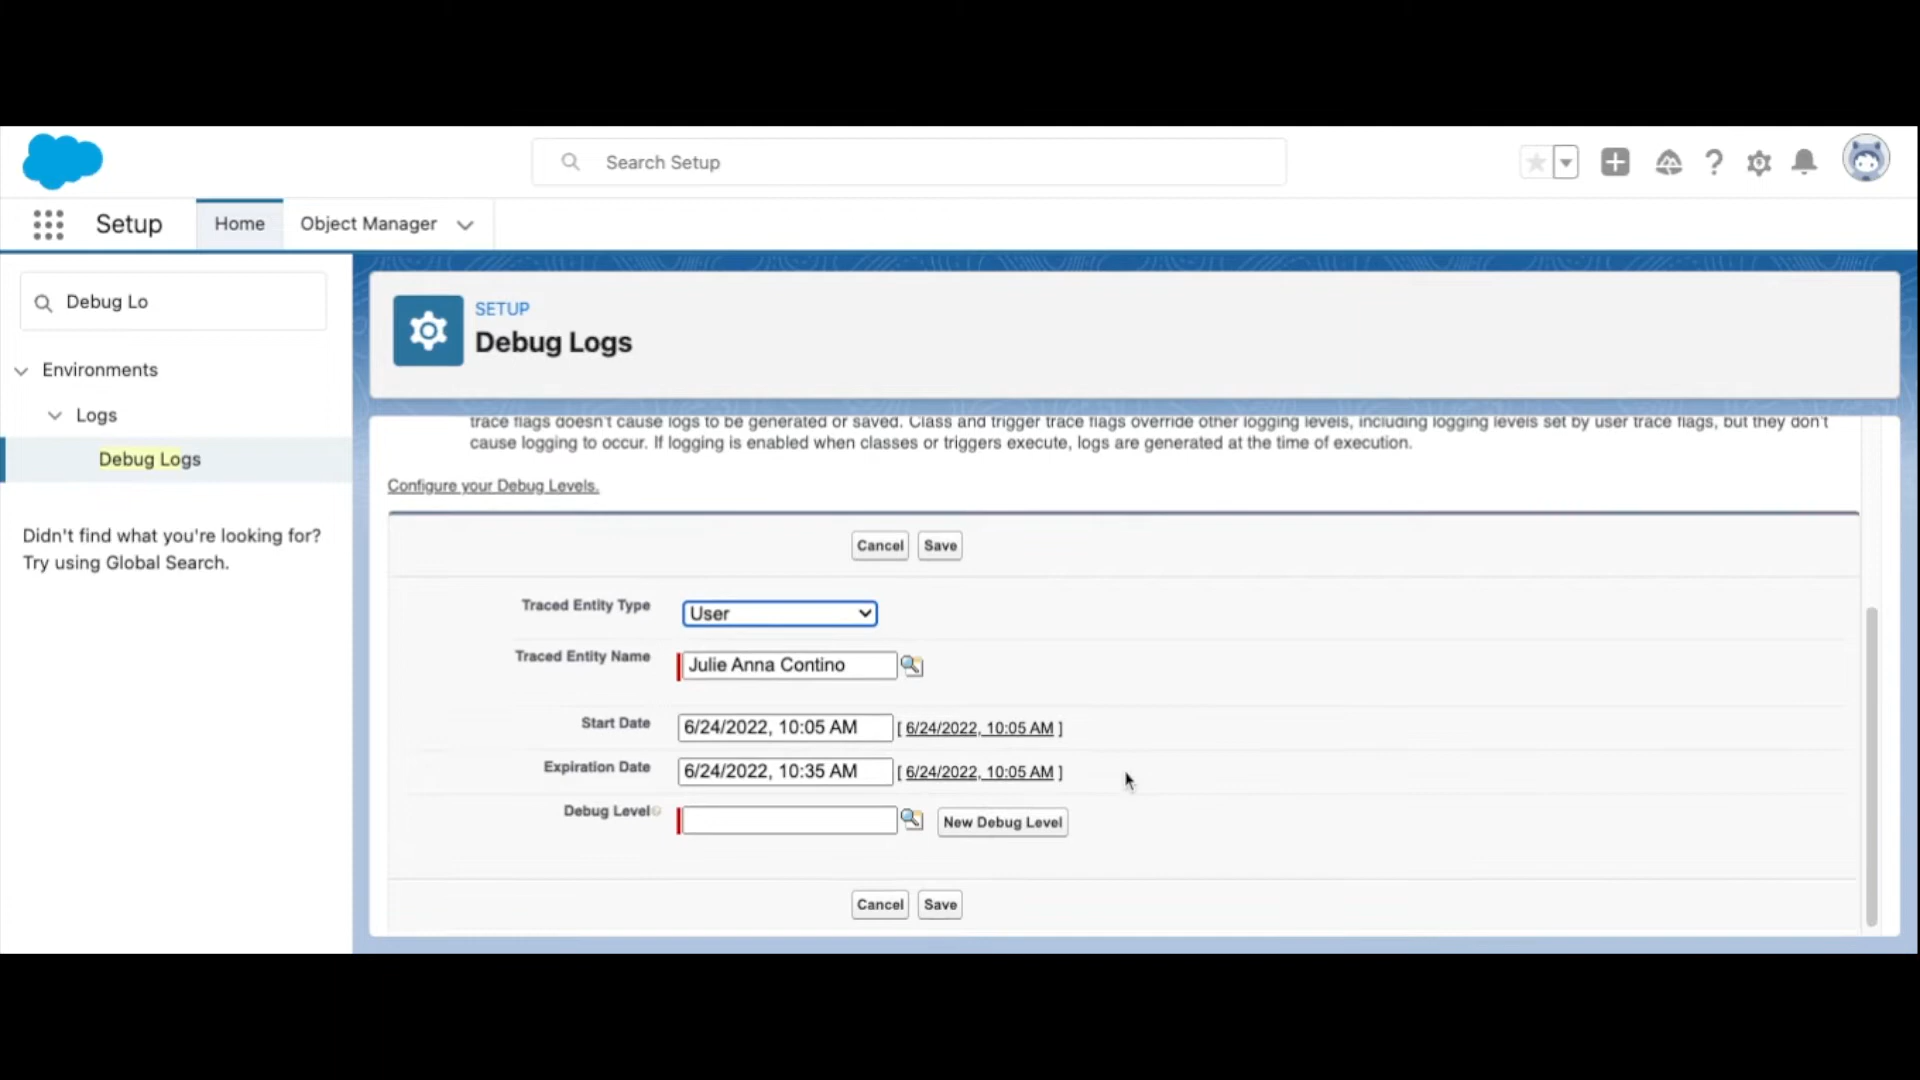 Search Setup
Setup
Home
Object Manager
Debug Lo
Environments
Logs
Debug Logs
Didn't find what you're looking for?
Try using Global Search.
SETUP
Debug Logs
trace flags doesn't cause logs to be generated or saved. Class and trigger trace flags override other logging levels, including logging levels set by user trace flags, but they don't
cause logging to occur. If logging is enabled when classes or triggers execute, logs are generated at the time of execution.
Configure your Debug Levels.
Cancel Save
Traced Entity Type User
Traced Entity Name Julie Anna Contino
Start Date 6/24/2022, 10:05 AM [ 6/24/2022, 10:05 AM ]
Expiration Date 6/24/2022, 10:35 AM [ 6/24/2022, 10:05 AM ]
Debug Level New Debug Level
Cancel Save